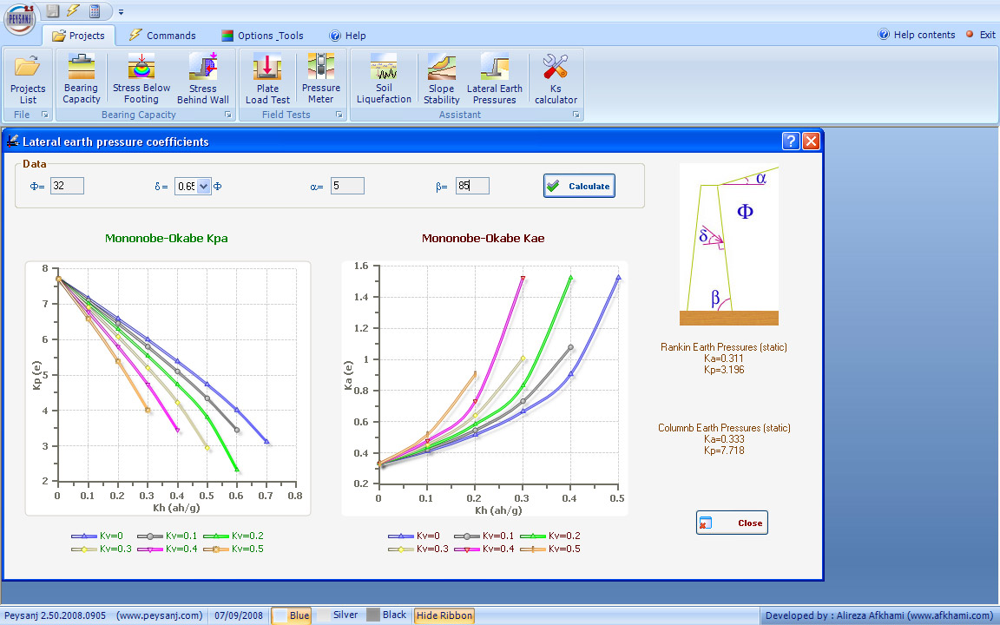 2.5
PEYSANJ
Projects Commands Options _Tools Help Help contents Exit
Projects List
Bearing Capacity
Stress Below Footing
Stress Behind Wall
Plate Load Test
Pressure Meter
Soil Liquefaction
Slope Stability
Lateral Earth Pressures
Ks calculator
File Bearing Capacity Field Tests Assistant
Lateral earth pressure coefficients
Data
Φ= 32 δ= 0.65 Φ α= 5 β= 85 Calculate
Mononobe-Okabe Kpa
Kp (e)
8
7
6
5
4
3
2
0 0.1 0.2 0.3 0.4 0.5 0.6 0.7 0.8
Kh (ah/g)
Kv=0 Kv=0.1 Kv=0.2
Kv=0.3 Kv=0.4 Kv=0.5
Mononobe-Okabe Kae
Ka (e)
1.6
1.4
1.2
1
0.8
0.6
0.4
0.2
0 0.1 0.2 0.3 0.4 0.5
Kh (ah/g)
Kv=0 Kv=0.1 Kv=0.2
Kv=0.3 Kv=0.4 Kv=0.5
α
Φ
δ
β
Rankin Earth Pressures (static)
Ka=0.311
Kp=3.196
Columnb Earth Pressures (static)
Ka=0.333
Kp=7.718
Close
Peysanj 2.50.2008.0905 (www.peysanj.com) 07/09/2008 Blue Silver Black Hide Ribbon Developed by : Alireza Afkhami (www.afkhami.com)